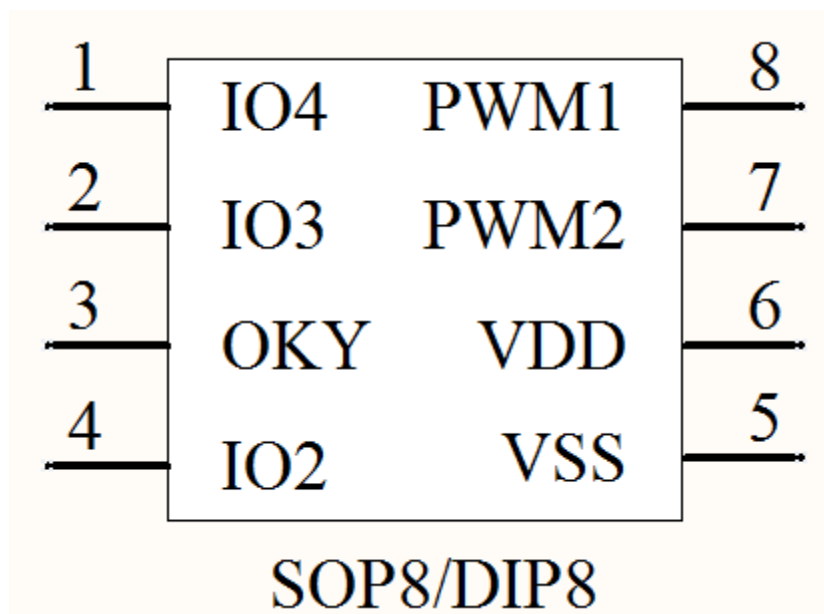 1 IO4 PWM1 8
2 IO3 PWM2 7
3 OKY VDD 6
4 IO2 VSS 5
SOP8/DIP8